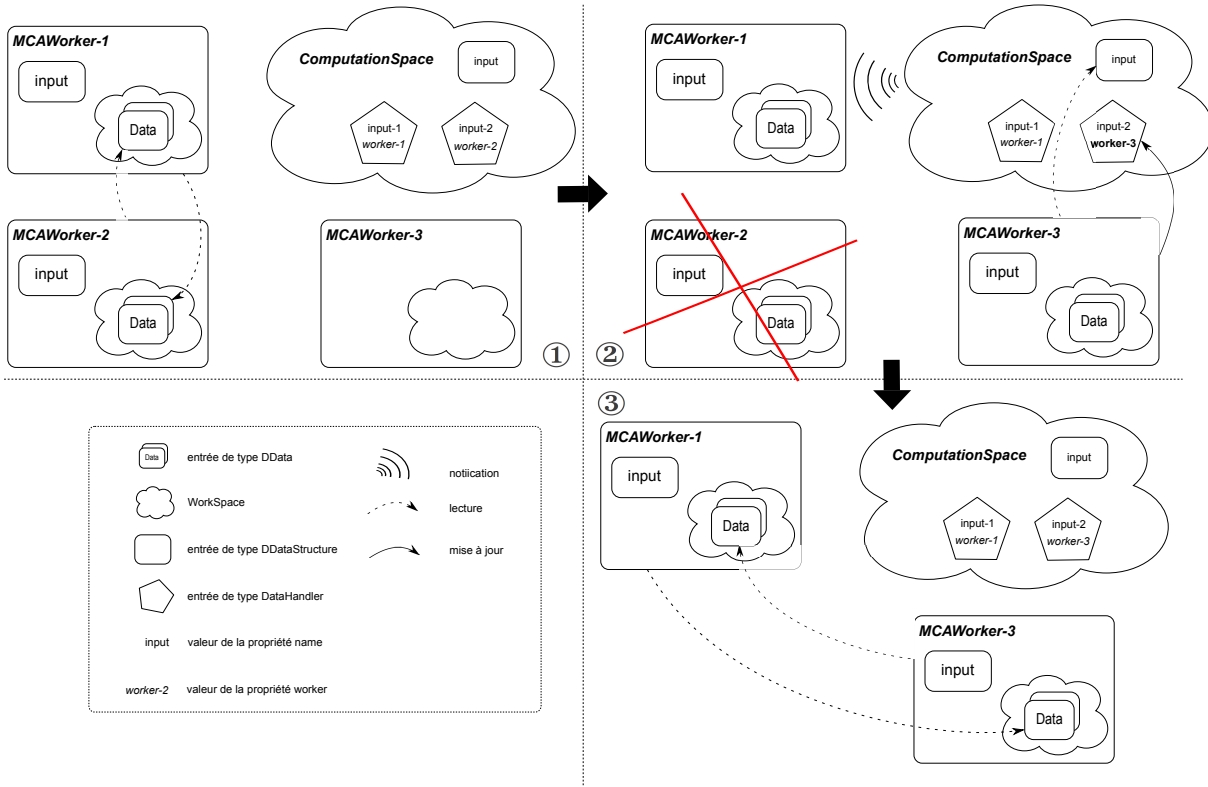 MCAWorker-1
input
Data
ComputationSpace
input
input-1
worker-1
input-2
worker-2
MCAWorker-2
input
Data
MCAWorker-3
①
MCAWorker-1
input
Data
ComputationSpace
input
input-1
worker-1
input-2
worker-3
MCAWorker-2
input
Data
MCAWorker-3
input
Data
②
③
MCAWorker-1
input
Data
ComputationSpace
input
input-1
worker-1
input-2
worker-3
MCAWorker-3
input
Data
Data
entrée de type DData
WorkSpace
entrée de type DDataStructure
entrée de type DataHandler
input
valeur de la propriété name
worker-2
valeur de la propriété worker
notiication
lecture
mise à jour